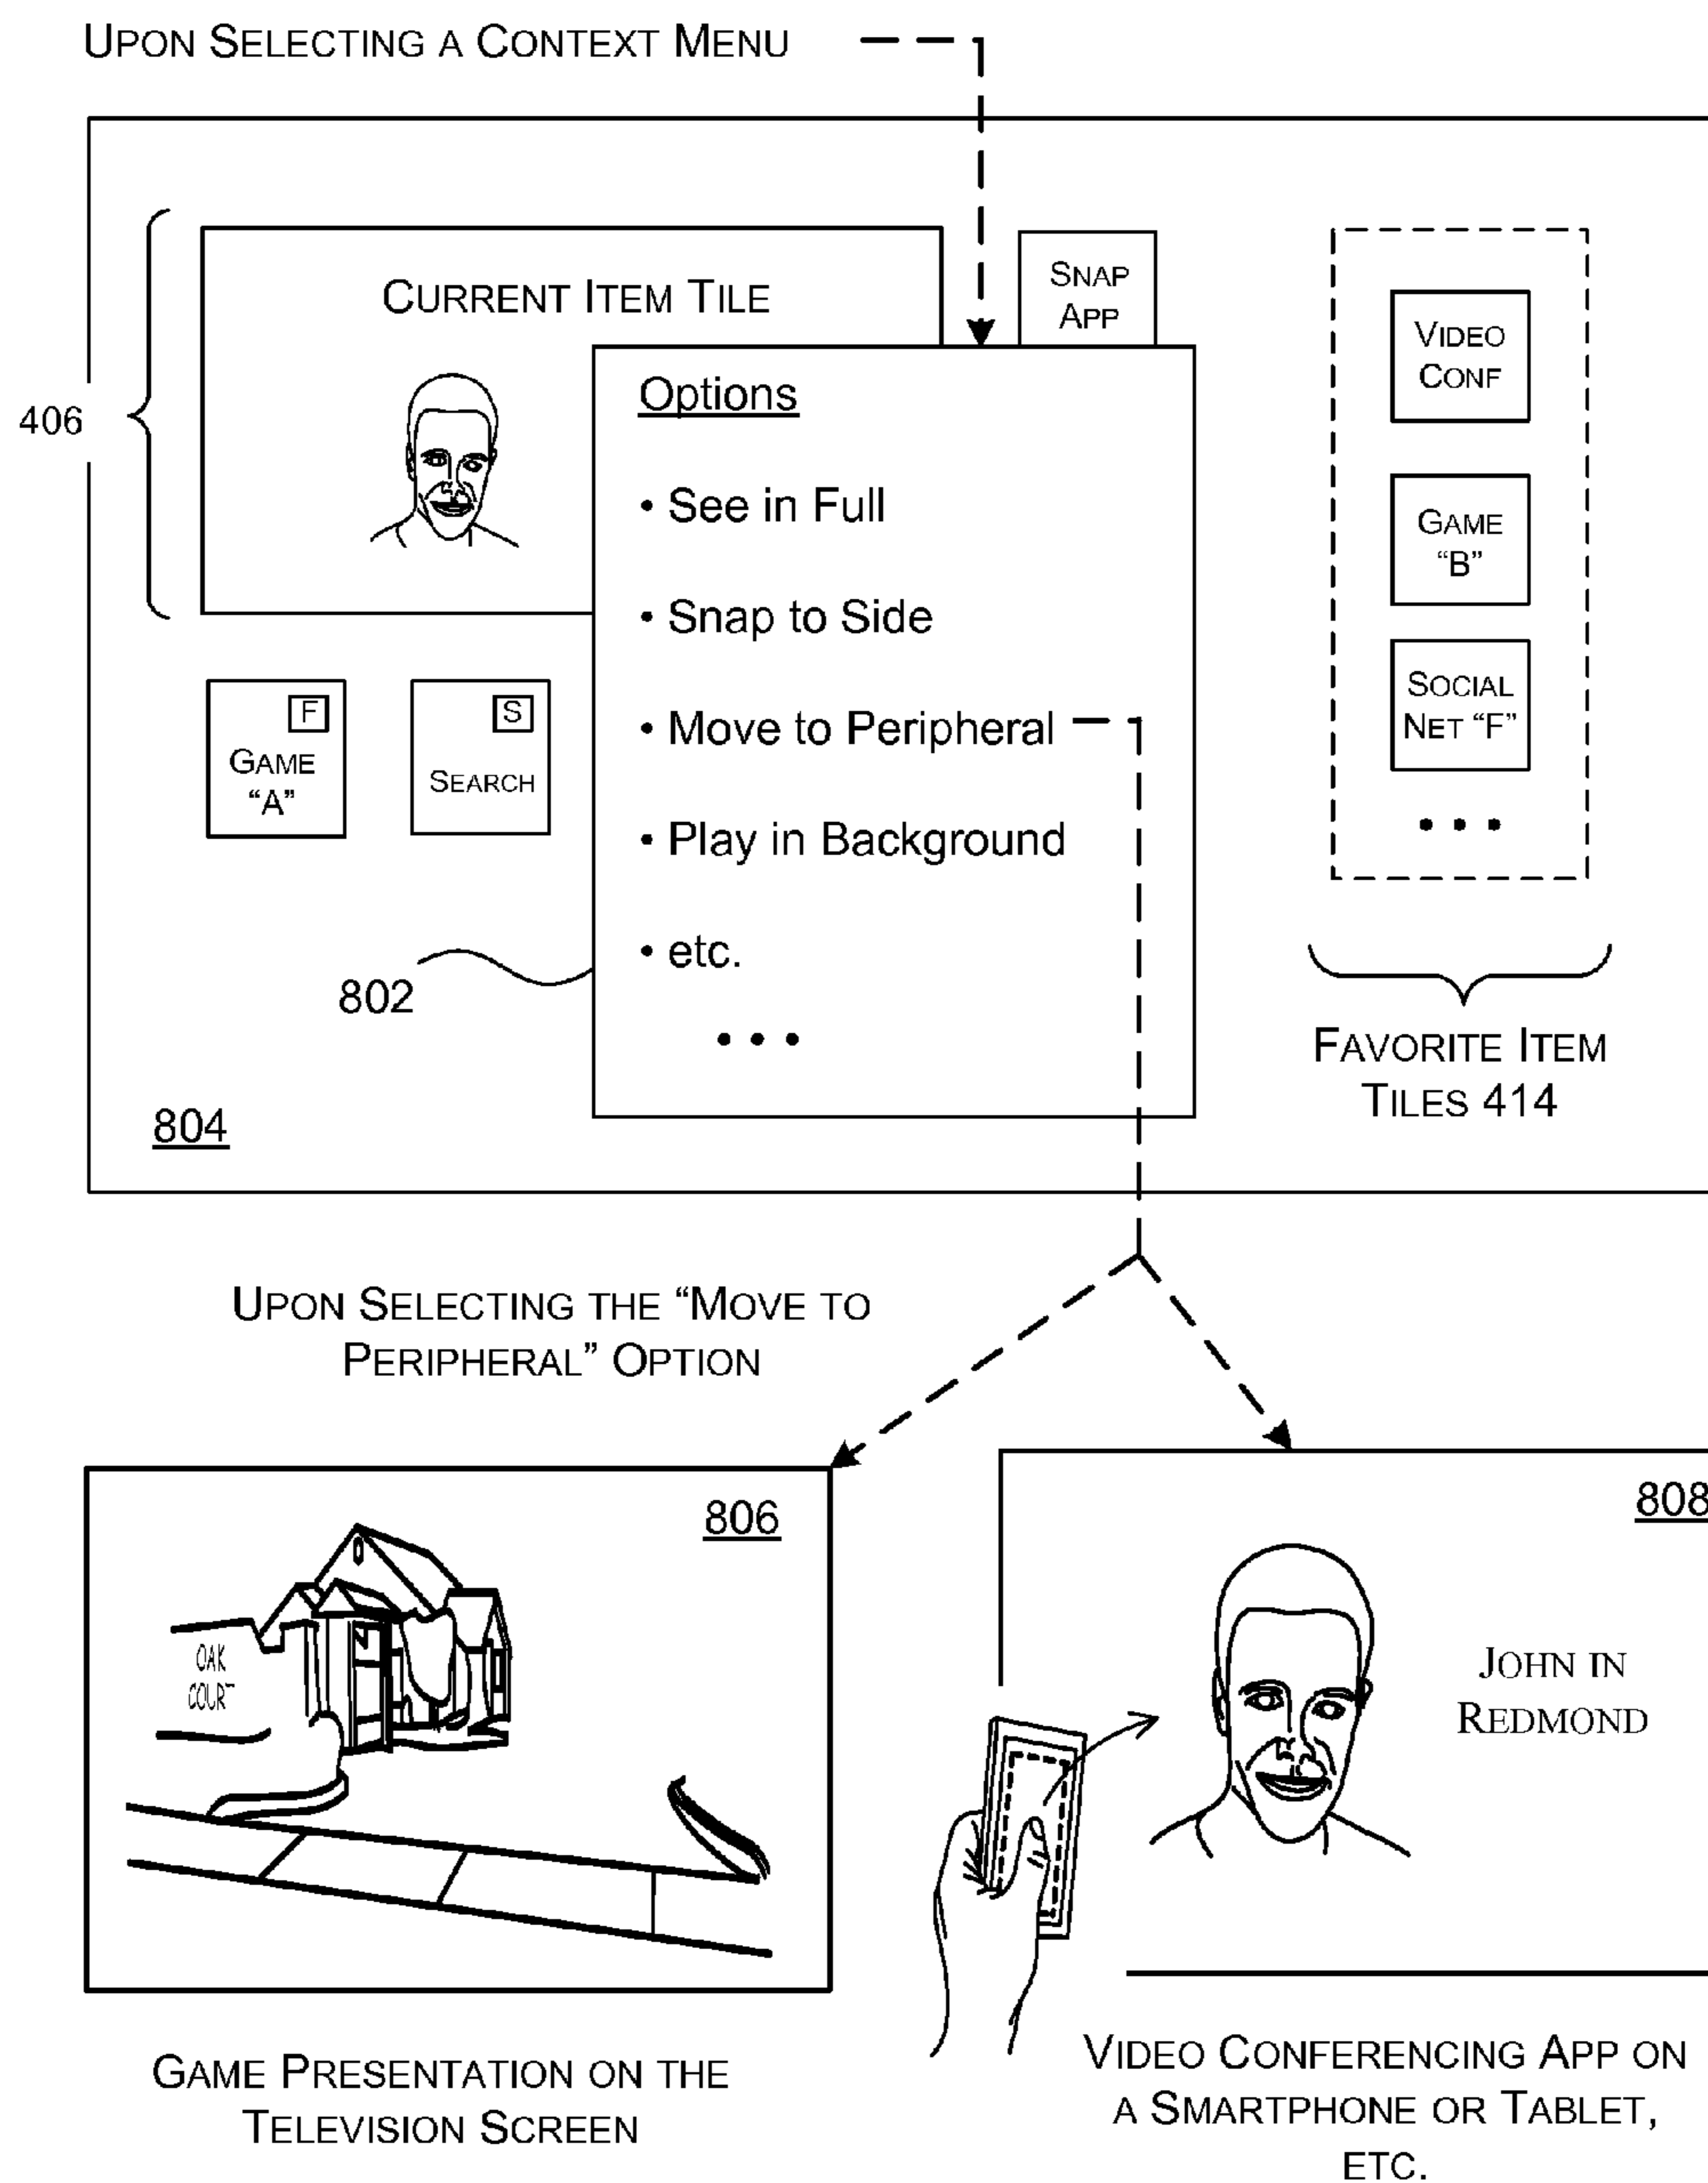 UPON SELECTING A CONTEXT MENU
CURRENT ITEM TILE
SNAP
APP
406
Options
• See in Full
• Snap to Side
• Move to Peripheral
• Play in Background
• etc.
• • •
F
GAME
“A”
S
SEARCH
802
804
VIDEO
CONF
GAME
“B”
SOCIAL
NET “F”
• • •
FAVORITE ITEM
TILES 414
UPON SELECTING THE “MOVE TO
PERIPHERAL” OPTION
806
OAK
COURT
GAME PRESENTATION ON THE
TELEVISION SCREEN
808
JOHN IN
REDMOND
VIDEO CONFERENCING APP ON
A SMARTPHONE OR TABLET,
ETC.